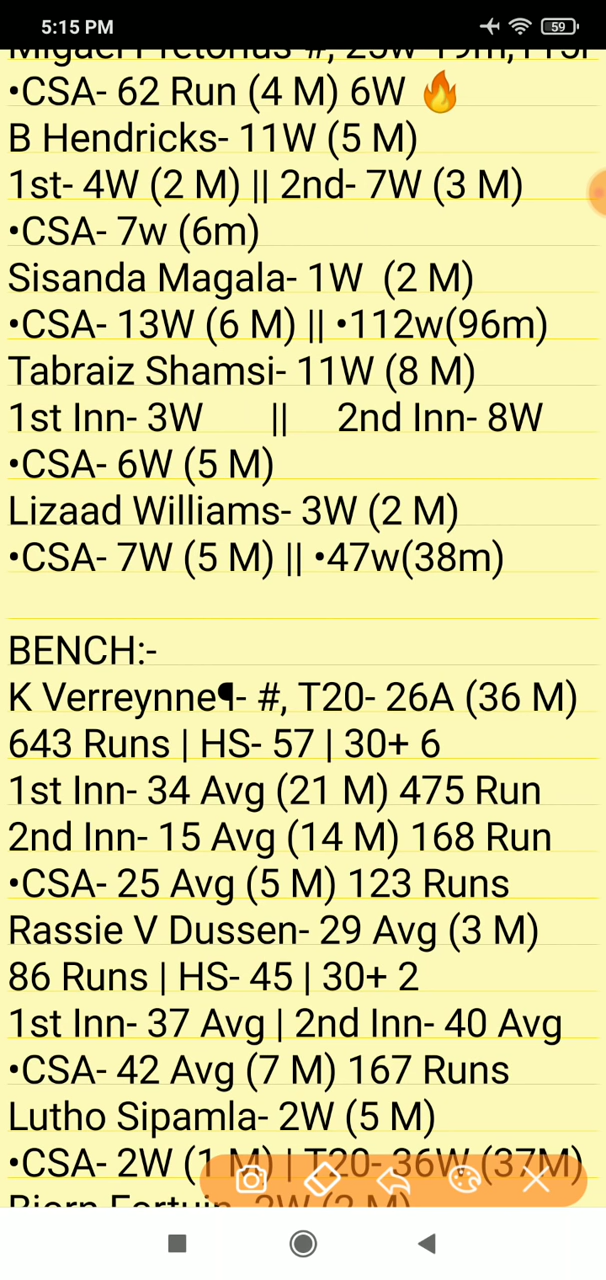 5:15 PM
59
•CSA- 62 Run (4 M) 6W 🔥
B Hendricks- 11W (5 M)
1st- 4W (2 M) || 2nd- 7W (3 M)
•CSA- 7w (6m)
Sisanda Magala- 1W (2 M)
•CSA- 13W (6 M) || •112w(96m)
Tabraiz Shamsi- 11W (8 M)
1st Inn- 3W || 2nd Inn- 8W
•CSA- 6W (5 M)
Lizaad Williams- 3W (2 M)
•CSA- 7W (5 M) || •47w(38m)
BENCH:-
K Verreynne¶- #, T20- 26A (36 M)
643 Runs | HS- 57 | 30+ 6
1st Inn- 34 Avg (21 M) 475 Run
2nd Inn- 15 Avg (14 M) 168 Run
•CSA- 25 Avg (5 M) 123 Runs
Rassie V Dussen- 29 Avg (3 M)
86 Runs | HS- 45 | 30+ 2
1st Inn- 37 Avg | 2nd Inn- 40 Avg
•CSA- 42 Avg (7 M) 167 Runs
Lutho Sipamla- 2W (5 M)
•CSA- 2W (1 M) | T20- 36W (37M)
Bjorn Fortuin- 2W (2 M)